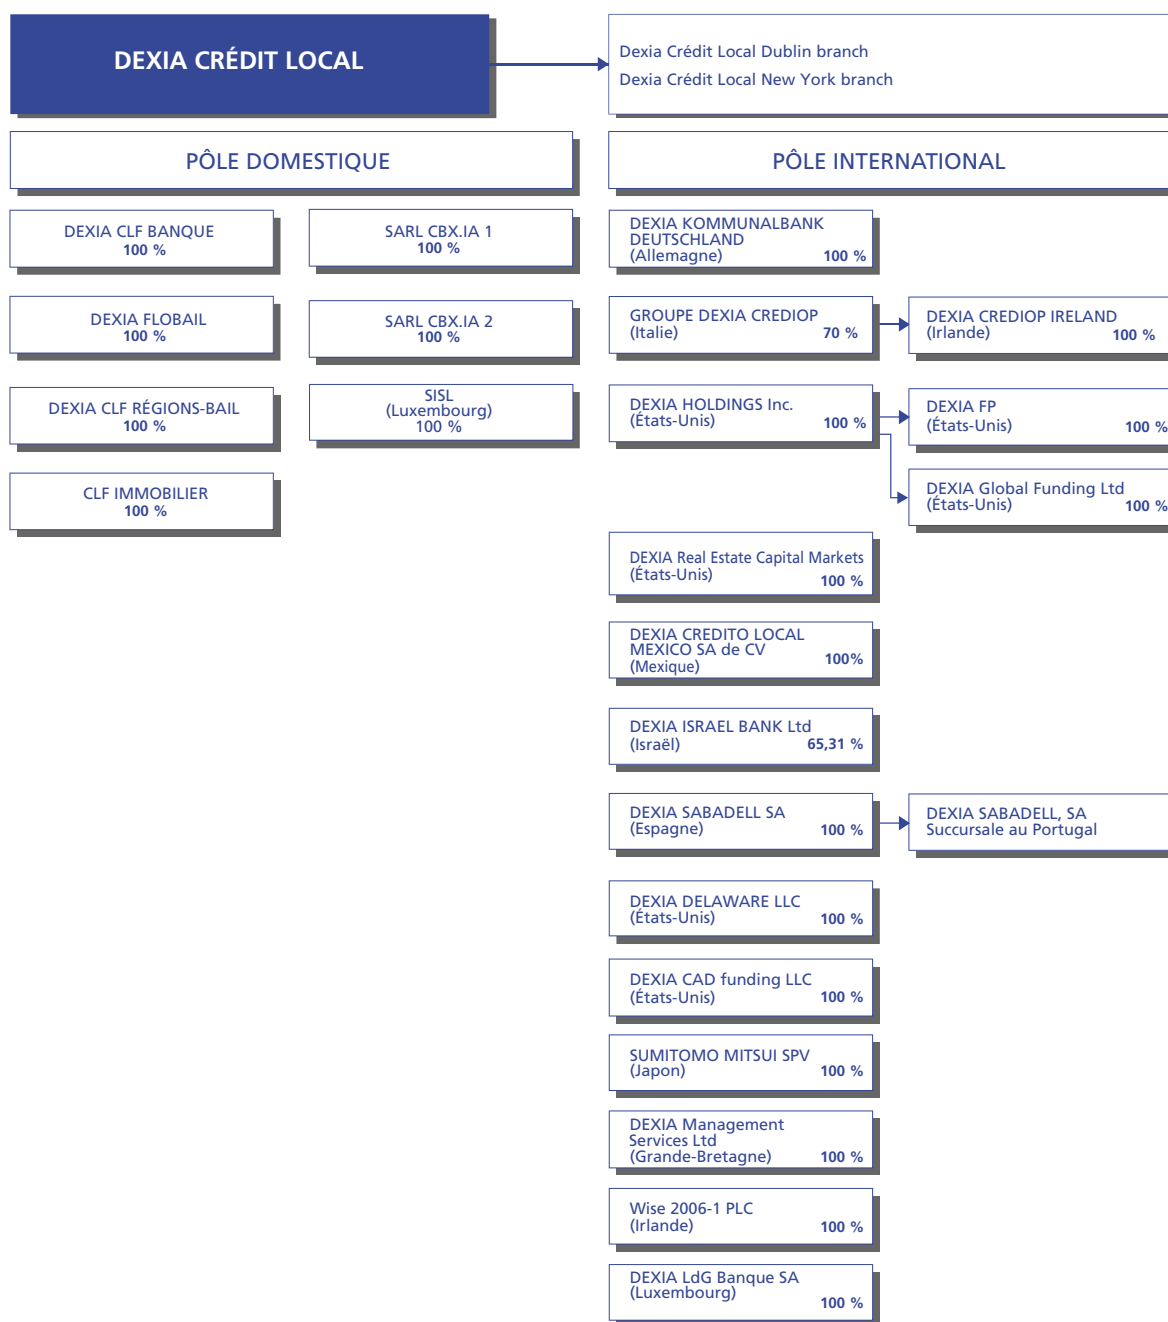 DEXIA CRÉDIT LOCAL
Dexia Crédit Local Dublin branch
Dexia Crédit Local New York branch
PÔLE DOMESTIQUE
PÔLE INTERNATIONAL
DEXIA CLF BANQUE
100 %
SARL CBX.IA 1
100 %
DEXIA FLOBAIL
100 %
SARL CBX.IA 2
100 %
DEXIA CLF RÉGIONS-BAIL
100 %
SISL
(Luxembourg)
100 %
CLF IMMOBILIER
100 %
DEXIA KOMMUNALBANK
DEUTSCHLAND
(Allemagne) 100 %
GROUPE DEXIA CREDIOP
(Italie) 70 %
DEXIA CREDIOP IRELAND
(Irlande) 100 %
DEXIA HOLDINGS Inc.
(États-Unis) 100 %
DEXIA FP
(États-Unis) 100 %
DEXIA Global Funding Ltd
(États-Unis) 100 %
DEXIA Real Estate Capital Markets
(États-Unis) 100 %
DEXIA CREDITO LOCAL
MEXICO SA de CV
(Mexique) 100%
DEXIA ISRAEL BANK Ltd
(Israël) 65,31 %
DEXIA SABADELL SA
(Espagne) 100 %
DEXIA SABADELL, SA
Succursale au Portugal
DEXIA DELAWARE LLC
(États-Unis) 100 %
DEXIA CAD funding LLC
(États-Unis) 100 %
SUMITOMO MITSUI SPV
(Japon) 100 %
DEXIA Management
Services Ltd
(Grande-Bretagne) 100 %
Wise 2006-1 PLC
(Irlande) 100 %
DEXIA LdG Banque SA
(Luxembourg) 100 %